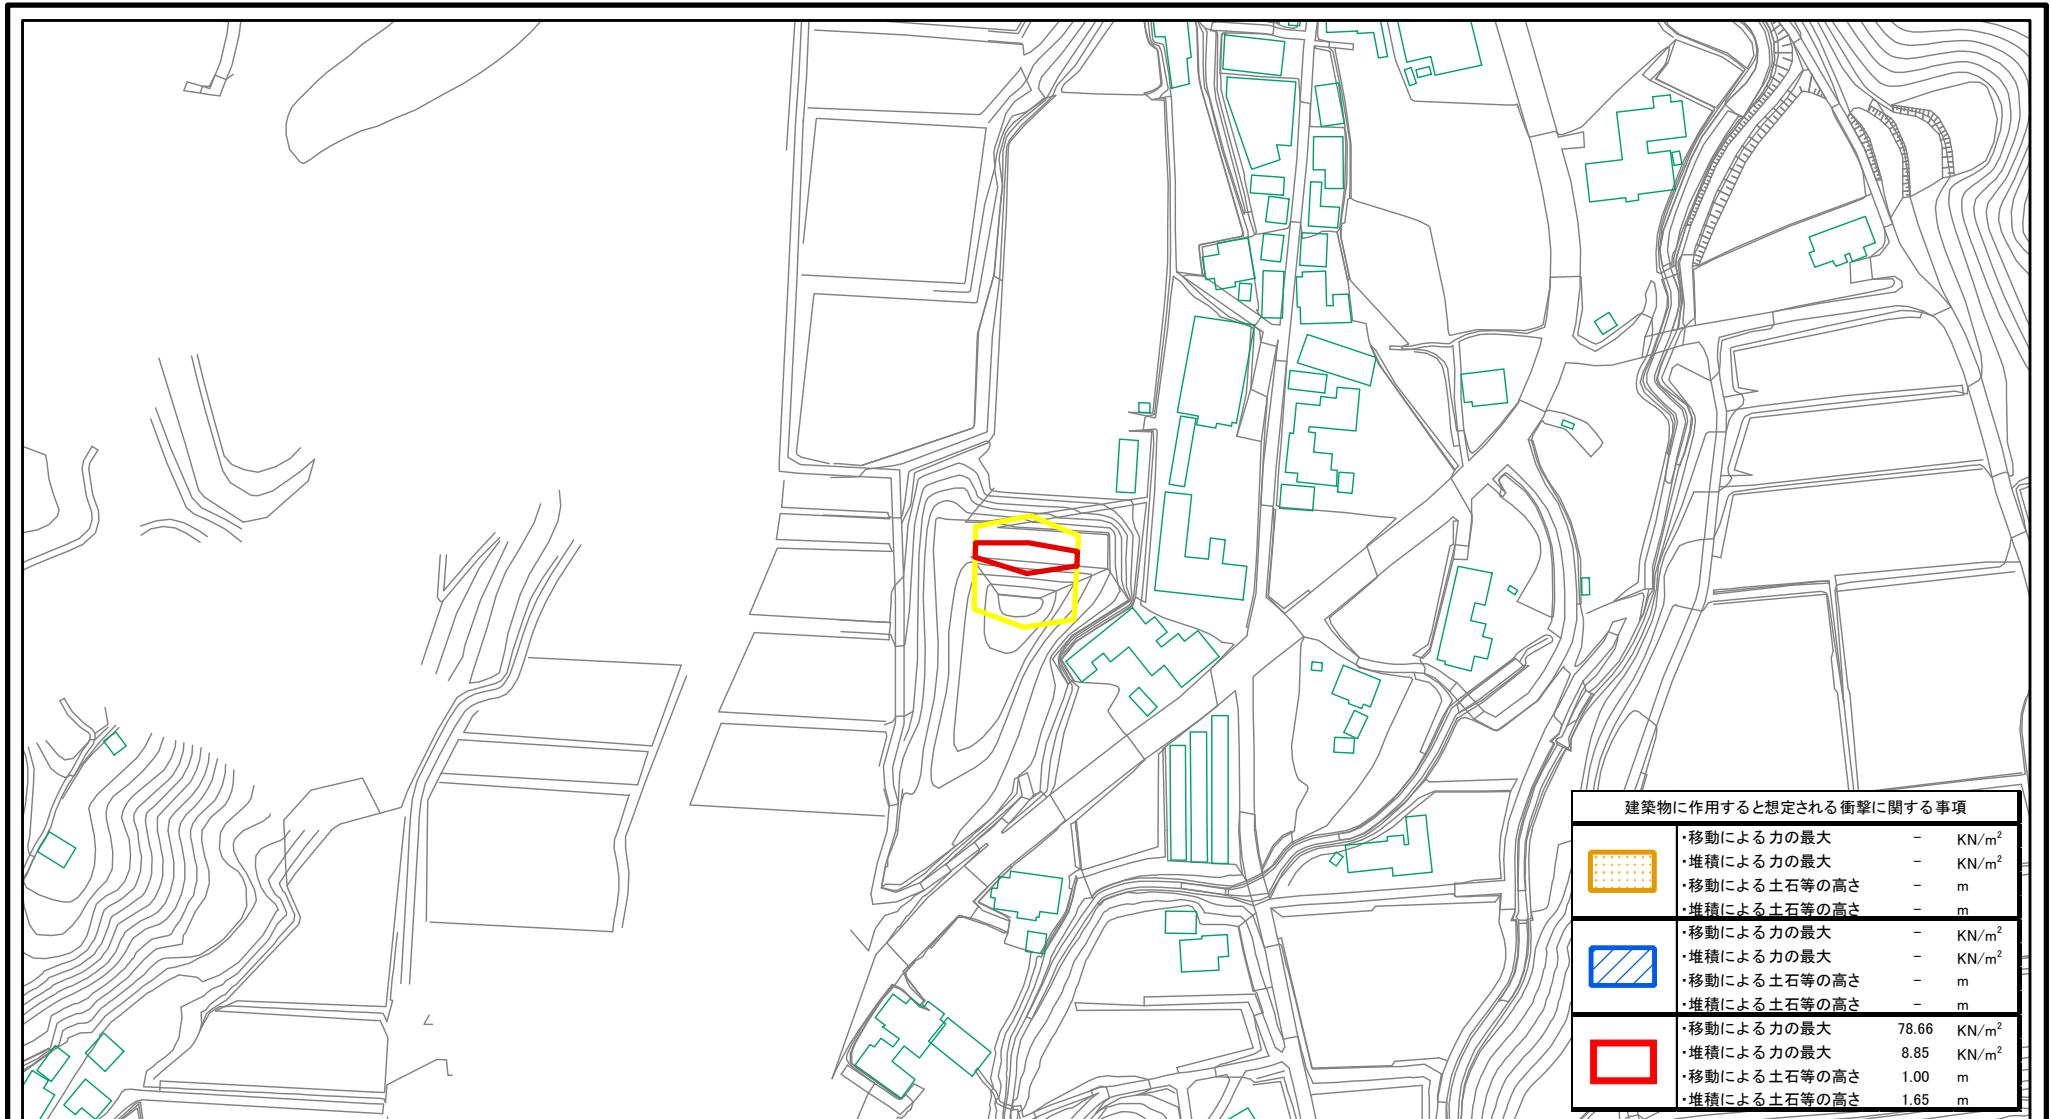 建築物に作用すると想定される衝撃に関する事項
・移動による力の最大 － KN/m²
・堆積による力の最大 － KN/m²
・移動による土石等の高さ － m
・堆積による土石等の高さ － m
・移動による力の最大 － KN/m²
・堆積による力の最大 － KN/m²
・移動による土石等の高さ － m
・堆積による土石等の高さ － m
・移動による力の最大 78.66 KN/m²
・堆積による力の最大 8.85 KN/m²
・移動による土石等の高さ 1.00 m
・堆積による土石等の高さ 1.65 m